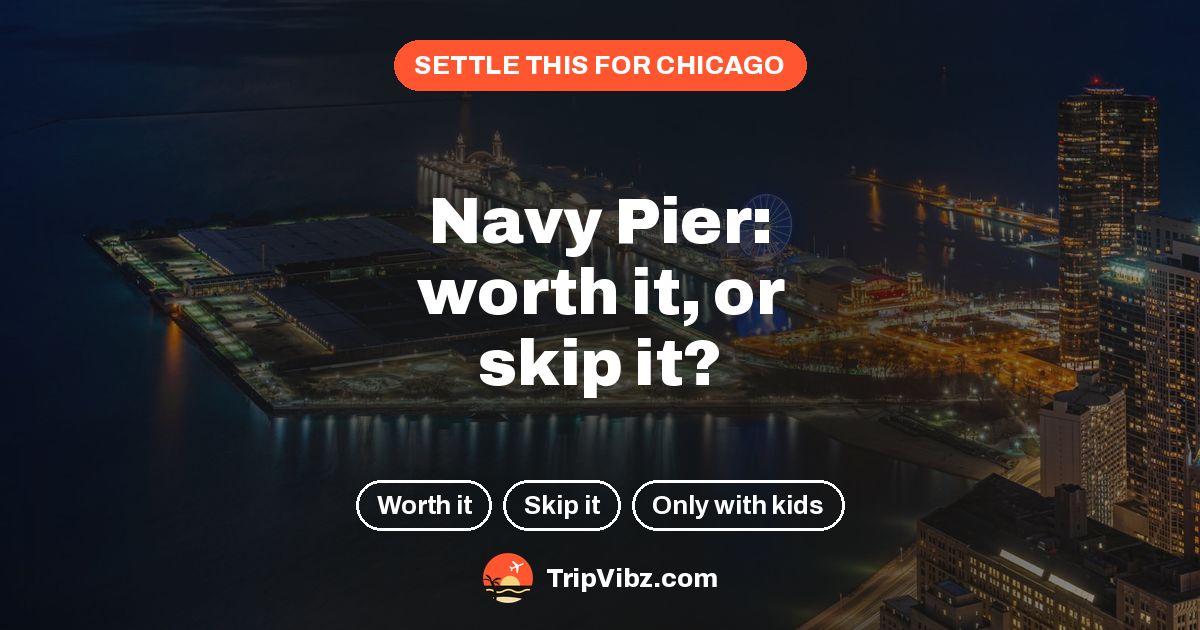 SETTLE THIS FOR CHICAGO
Navy Pier:
worth it, or
skip it?
Worth it
Skip it
Only with kids
TripVibz.com